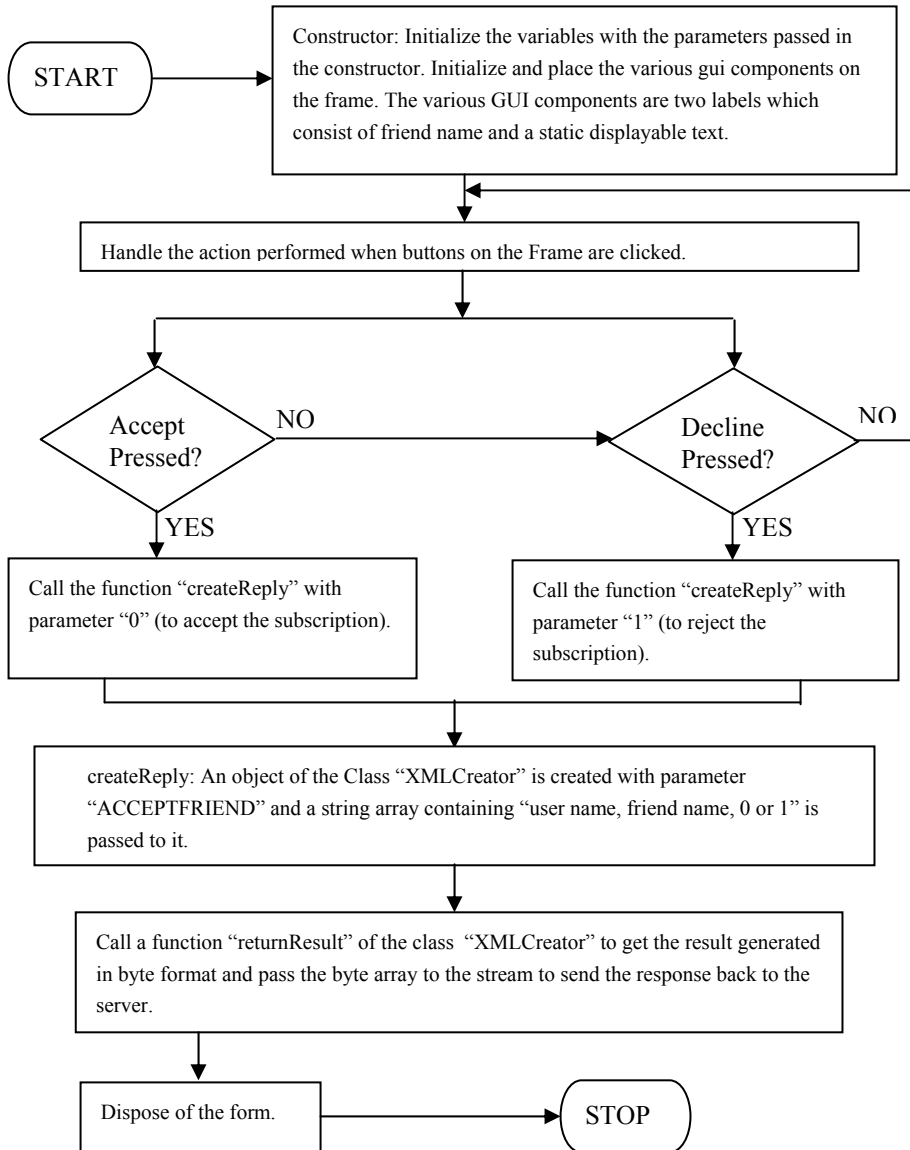 START
Constructor: Initialize the variables with the parameters passed in
the constructor. Initialize and place the various gui components on
the frame. The various GUI components are two labels which
consist of friend name and a static displayable text.
Handle the action performed when buttons on the Frame are clicked.
Accept
Pressed?
NO
Decline
Pressed?
NO
YES
YES
Call the function “createReply” with
parameter “0” (to accept the subscription).
Call the function “createReply” with
parameter “1” (to reject the
subscription).
createReply: An object of the Class “XMLCreator” is created with parameter
“ACCEPTFRIEND” and a string array containing “user name, friend name, 0 or 1” is
passed to it.
Call a function “returnResult” of the class “XMLCreator” to get the result generated
in byte format and pass the byte array to the stream to send the response back to the
server.
Dispose of the form.
STOP